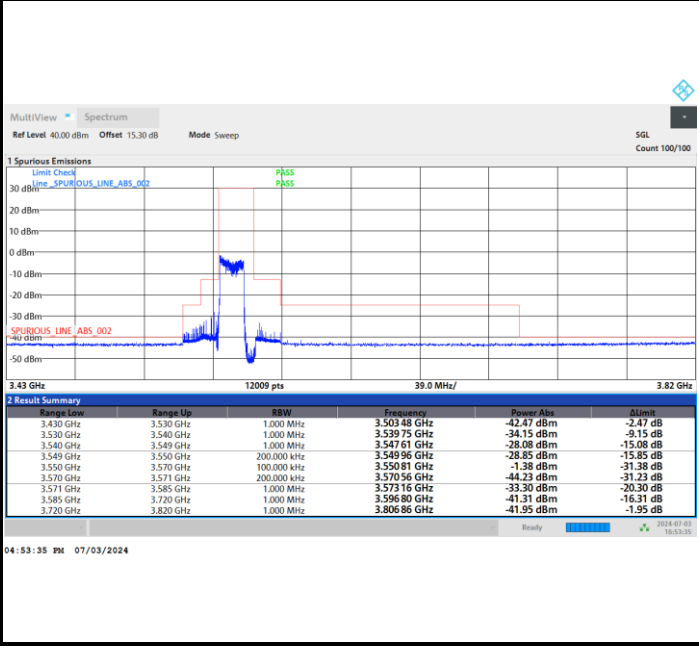 MultiView Spectrum
Ref Level 40.00 dBm Offset 15.30 dB Mode Sweep SGL
Count 100/100
1 Spurious Emissions
Limit Check PASS
Line _SPURIOUS_LINE_ABS_002 PASS
30 dBm
20 dBm
10 dBm
0 dBm
-10 dBm
-20 dBm
-30 dBm
SPURIOUS_LINE_ABS_002
-40 dBm
-50 dBm
3.43 GHz 12009 pts 39.0 MHz/ 3.82 GHz
2 Result Summary
Range Low Range Up RBW Frequency Power Abs ΔLimit
3.430 GHz 3.530 GHz 1.000 MHz 3.503 48 GHz -42.47 dBm -2.47 dB
3.530 GHz 3.540 GHz 1.000 MHz 3.539 75 GHz -34.15 dBm -9.15 dB
3.540 GHz 3.549 GHz 1.000 MHz 3.547 61 GHz -28.08 dBm -15.08 dB
3.549 GHz 3.550 GHz 200.000 kHz 3.549 96 GHz -28.85 dBm -15.85 dB
3.550 GHz 3.570 GHz 100.000 kHz 3.550 81 GHz -1.38 dBm -31.38 dB
3.570 GHz 3.571 GHz 200.000 kHz 3.570 56 GHz -44.23 dBm -31.23 dB
3.571 GHz 3.585 GHz 1.000 MHz 3.573 16 GHz -33.30 dBm -20.30 dB
3.585 GHz 3.720 GHz 1.000 MHz 3.596 80 GHz -41.31 dBm -16.31 dB
3.720 GHz 3.820 GHz 1.000 MHz 3.806 86 GHz -41.95 dBm -1.95 dB
Ready 2024-07-03
16:53:35
04:53:35 PM 07/03/2024